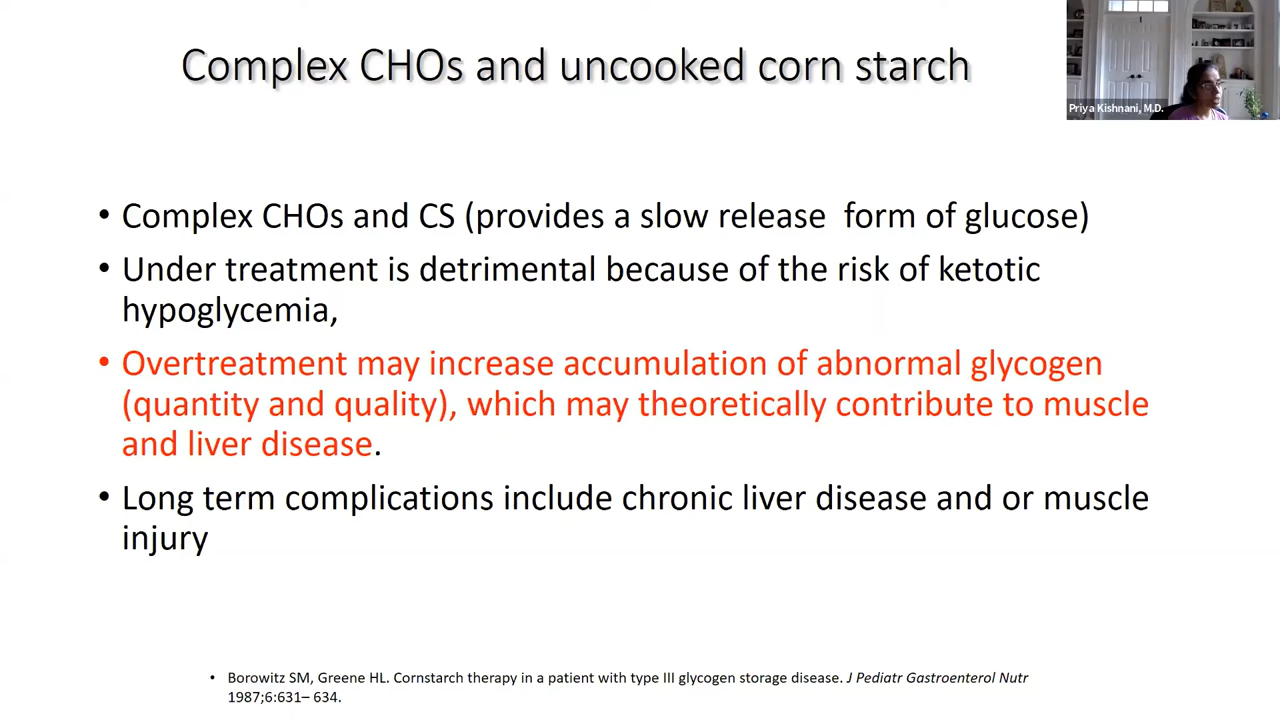 Complex CHOs and uncooked corn starch
Priya Kishnani, M.D.
• Complex CHOs and CS (provides a slow release form of glucose)
• Under treatment is detrimental because of the risk of ketotic
hypoglycemia,
• Overtreatment may increase accumulation of abnormal glycogen
(quantity and quality), which may theoretically contribute to muscle
and liver disease.
• Long term complications include chronic liver disease and or muscle
injury
• Borowitz SM, Greene HL. Cornstarch therapy in a patient with type III glycogen storage disease. J Pediatr Gastroenterol Nutr
1987;6:631– 634.